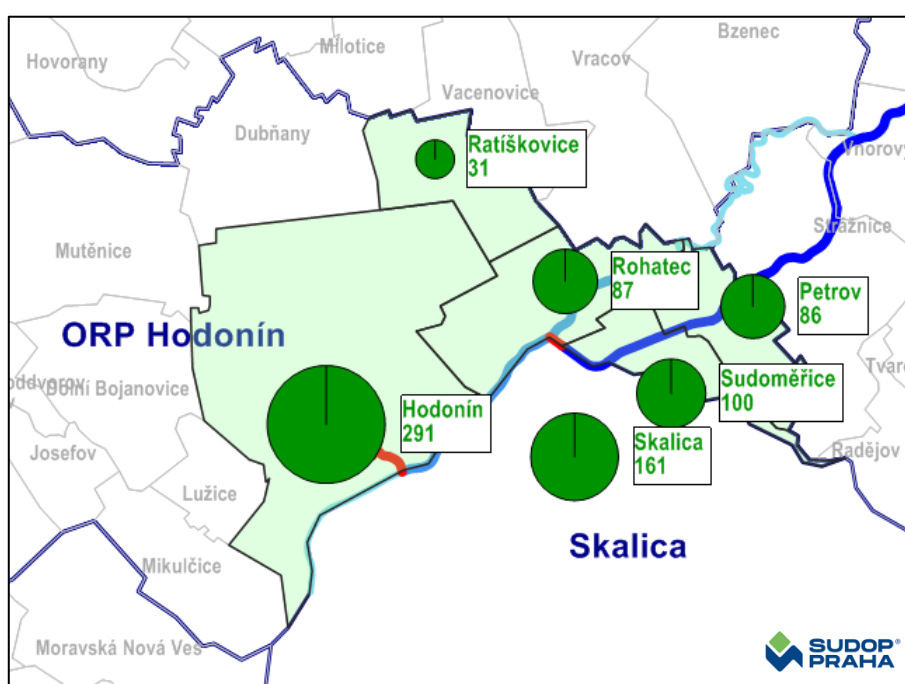 Bzenec
Mílotice
Hovorany
Vracov
Vacenovice
Dubňany
Ratíškovice
31
Vnorovy
Strážnice
Mutěnice
Rohatec
87
Petrov
86
ORP Hodonín
Tvaro
Dolní Bojanovice
Sudoměřice
100
Hodonín
291
Skalica
161
Josefov
Radějov
Lužice
Skalica
Mikulčice
Moravská Nová Ves
SUDOP®
PRAHA